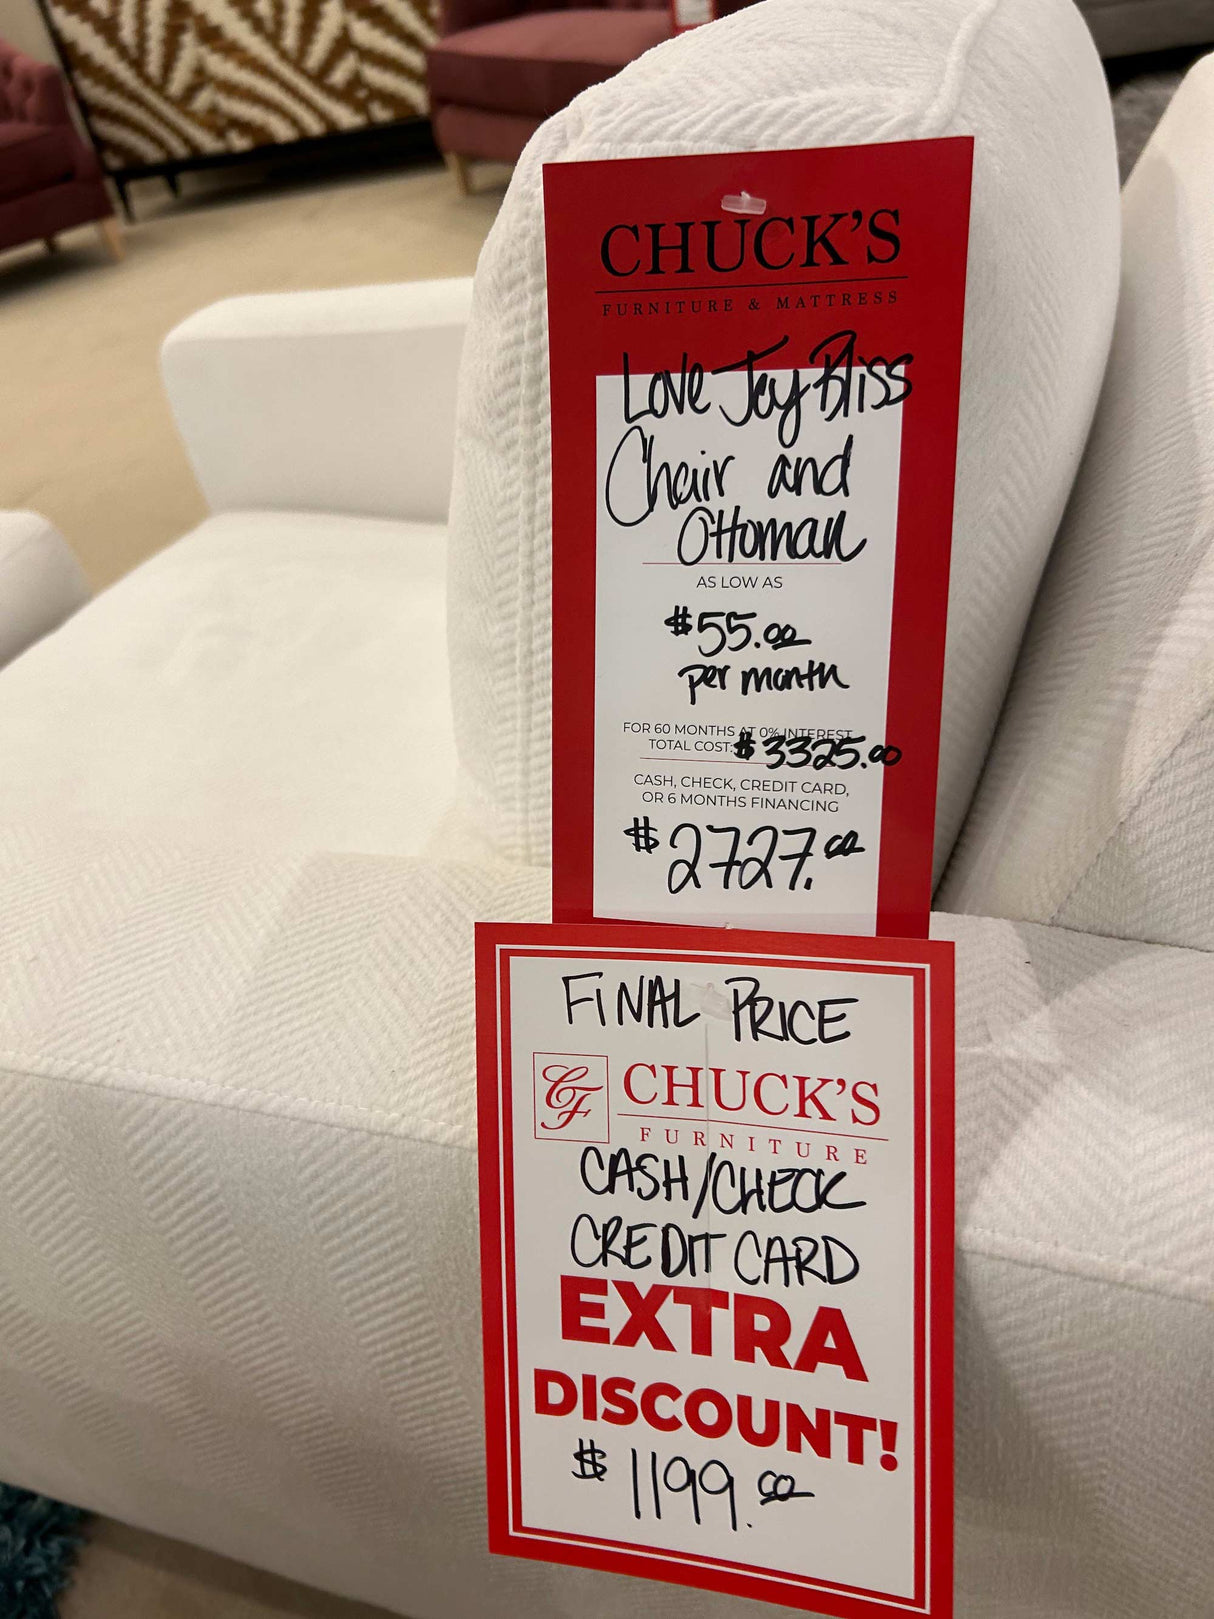 CHUCK'S
FURNITURE & MATTRESS
Love Joy Bliss
Chair and
Ottoman
AS LOW AS
$55.00
per month
FOR 60 MONTHS AT 0% INTEREST
TOTAL COST: $3325.00
CASH, CHECK, CREDIT CARD,
OR 6 MONTHS FINANCING
$2727.00
FINAL PRICE
CF CHUCK'S
FURNITURE
CASH/CHECK
CREDIT CARD
EXTRA
DISCOUNT!
$1199.00